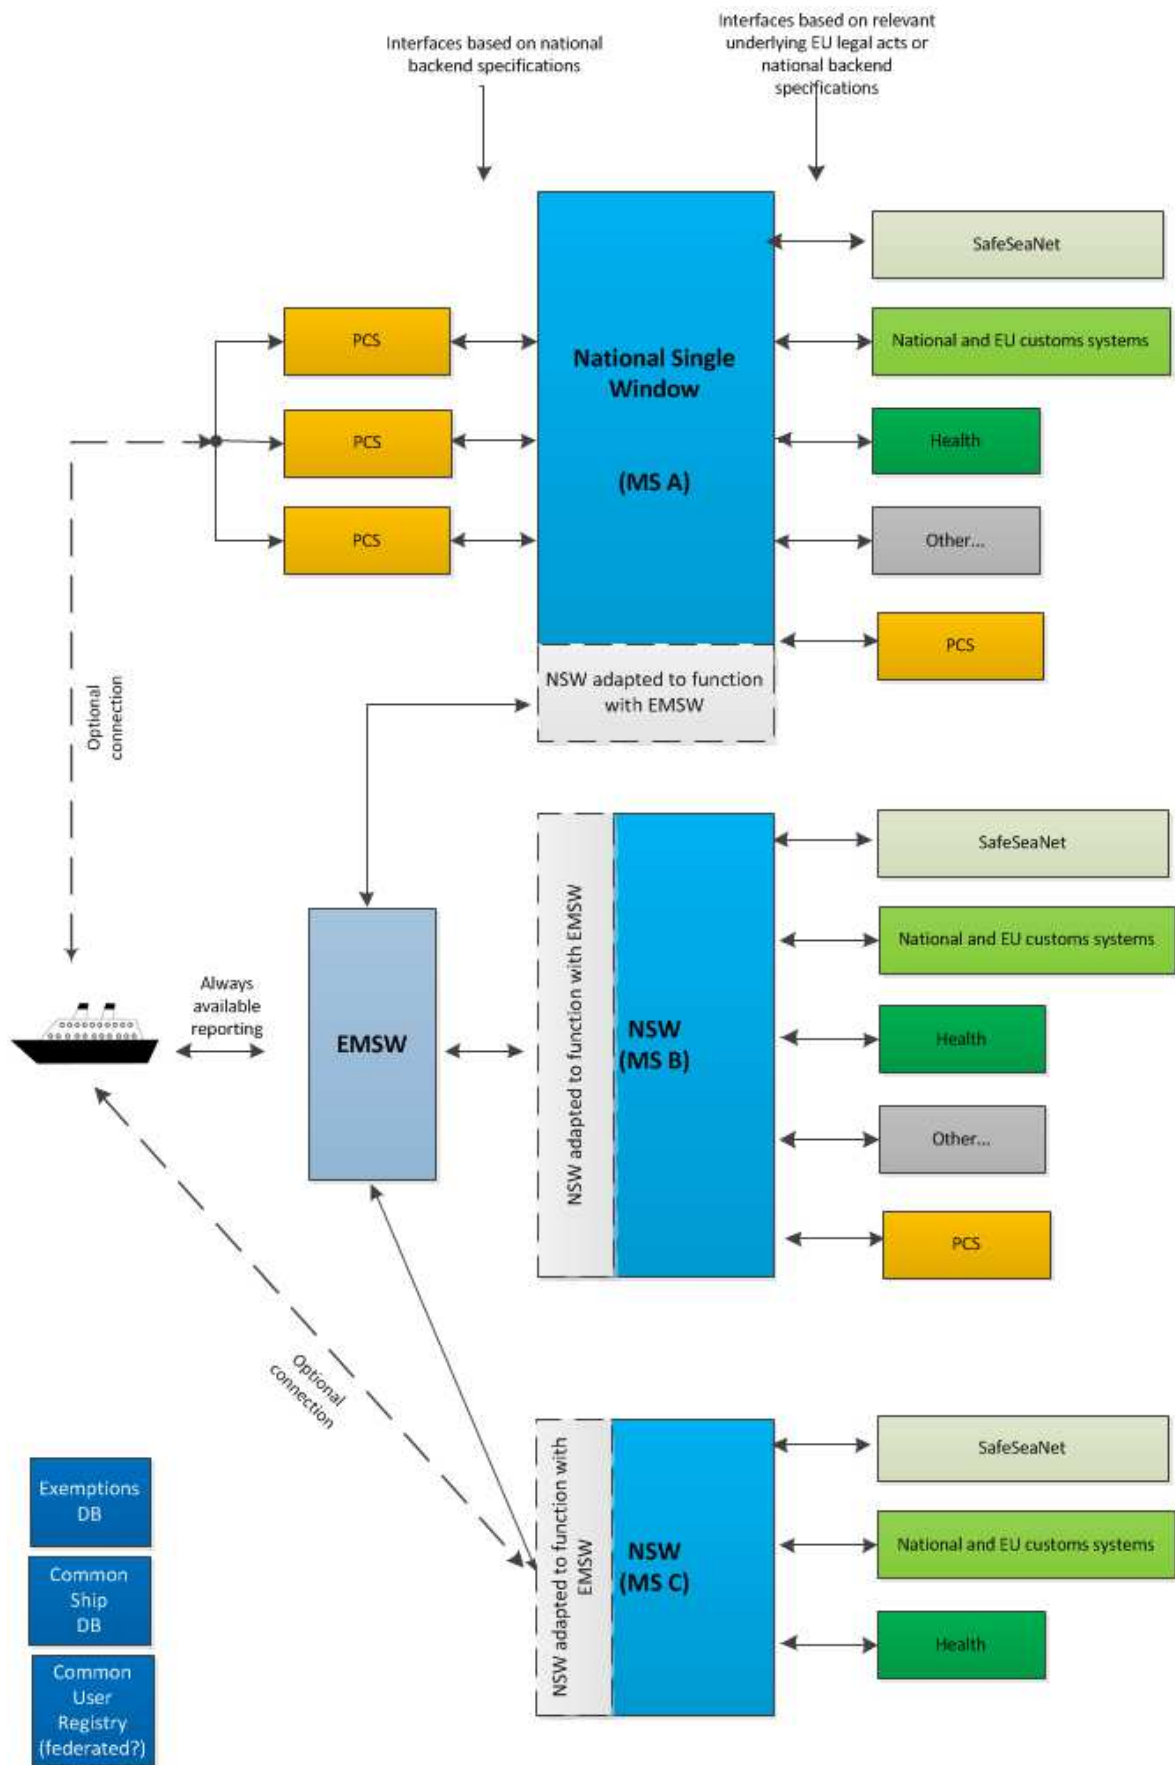 Interfaces based on national
backend specifications
Interfaces based on relevant
underlying EU legal acts or
national backend
specifications
SafeSeaNet
PCS
National Single
Window
(MS A)
National and EU customs systems
PCS
Health
PCS
Other...
PCS
NSW adapted to function
with EMSW
Optional
connection
SafeSeaNet
NSW adapted to function with EMSW
National and EU customs systems
Always
available
reporting
EMSW
NSW
(MS B)
Health
Other...
PCS
Optional
connection
SafeSeaNet
NSW adapted to function with
EMSW
NSW
(MS C)
National and EU customs systems
Health
Exemptions
DB
Common
Ship
DB
Common
User
Registry
(federated?)